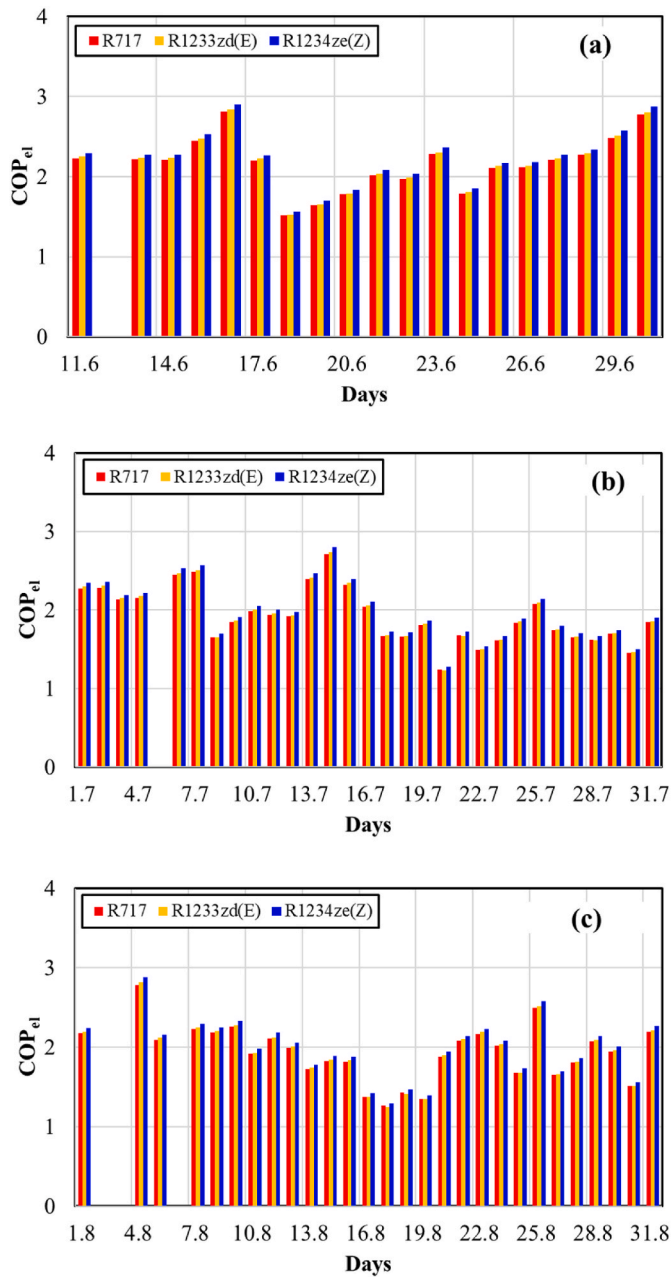 4
R717 R1233zd(E) R1234ze(Z)
(a)
3
COPel
2
1
0
11.6 14.6 17.6 20.6 23.6 26.6 29.6
Days
4
R717 R1233zd(E) R1234ze(Z)
(b)
3
COPel
2
1
0
1.7 4.7 7.7 10.7 13.7 16.7 19.7 22.7 25.7 28.7 31.7
Days
4
R717 R1233zd(E) R1234ze(Z)
(c)
3
COPel
2
1
0
1.8 4.8 7.8 10.8 13.8 16.8 19.8 22.8 25.8 28.8 31.8
Days